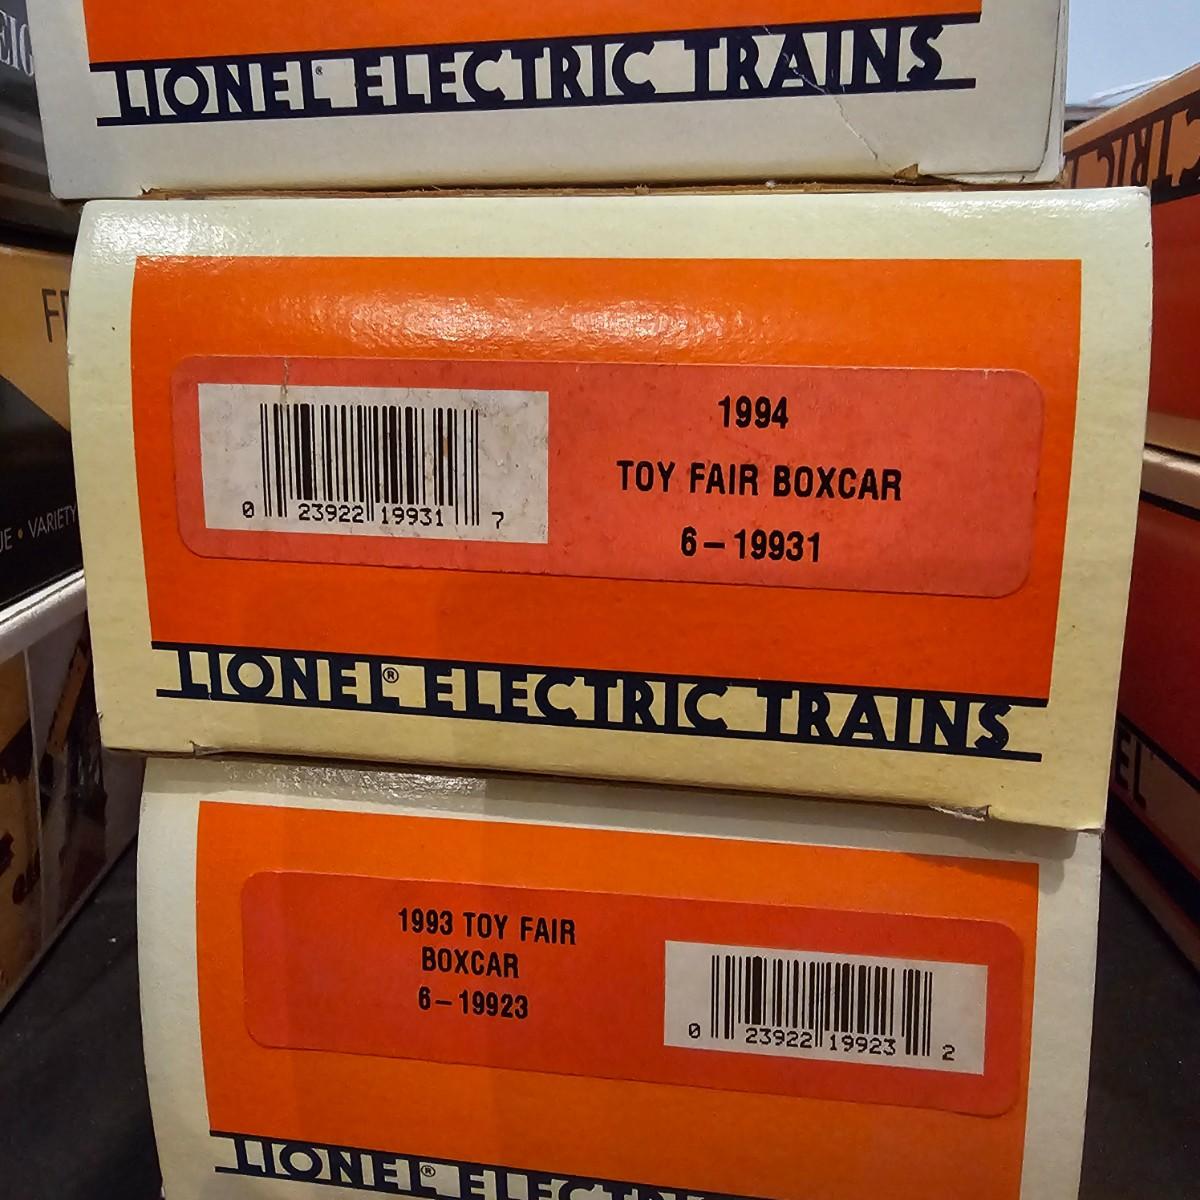 LIONEL® ELECTRIC TRAINS
1994
TOY FAIR BOXCAR
6-19931
0 23922 19931 7
LIONEL® ELECTRIC TRAINS
1993 TOY FAIR
BOXCAR
6-19923
0 23922 19923 2
LIONEL® ELECTRIC
VARIETY